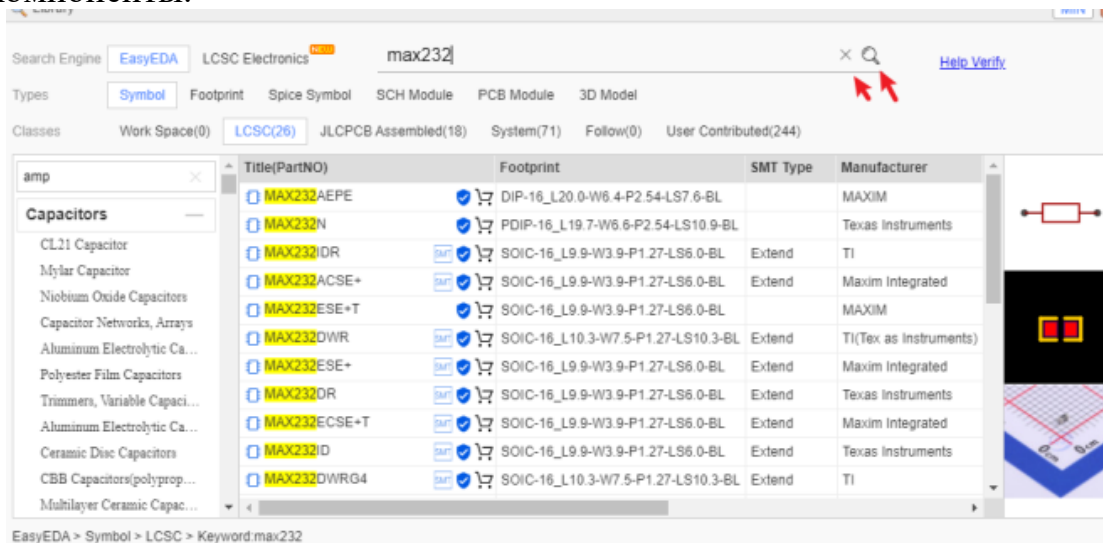 Library
Search Engine EasyEDA LCSC Electronics NEW max232 Help Verify
Types Symbol Footprint Spice Symbol SCH Module PCB Module 3D Model
Classes Work Space(0) LCSC(26) JLCPCB Assembled(18) System(71) Follow(0) User Contributed(244)
amp
Title(PartNO) Footprint SMT Type Manufacturer
MAX232AEPE DIP-16_L20.0-W6.4-P2.54-LS7.6-BL MAXIM
Capacitors
MAX232N PDIP-16_L19.7-W6.6-P2.54-LS10.9-BL Texas Instruments
CL21 Capacitor
MAX232IDR SMT SOIC-16_L9.9-W3.9-P1.27-LS6.0-BL Extend TI
Mylar Capacitor
MAX232ACSE+ SMT SOIC-16_L9.9-W3.9-P1.27-LS6.0-BL Extend Maxim Integrated
Niobium Oxide Capacitors
MAX232ESE+T SOIC-16_L9.9-W3.9-P1.27-LS6.0-BL MAXIM
Capacitor Networks, Arrays
MAX232DWR SMT SOIC-16_L10.3-W7.5-P1.27-LS10.3-BL Extend TI(Tex as Instruments)
Aluminum Electrolytic Ca...
MAX232ESE+ SMT SOIC-16_L9.9-W3.9-P1.27-LS6.0-BL Extend Maxim Integrated
Polyester Film Capacitors
MAX232DR SMT SOIC-16_L9.9-W3.9-P1.27-LS6.0-BL Extend Texas Instruments
Trimmers, Variable Capaci...
MAX232ECSE+T SMT SOIC-16_L9.9-W3.9-P1.27-LS6.0-BL Extend Maxim Integrated
Aluminum Electrolytic Ca...
MAX232ID SMT SOIC-16_L9.9-W3.9-P1.27-LS6.0-BL Extend Texas Instruments
Ceramic Disc Capacitors
MAX232DWRG4 SMT SOIC-16_L10.3-W7.5-P1.27-LS10.3-BL Extend TI
CBB Capacitors(polyprop...
Multilayer Ceramic Capac...
EasyEDA > Symbol > LCSC > Keyword:max232